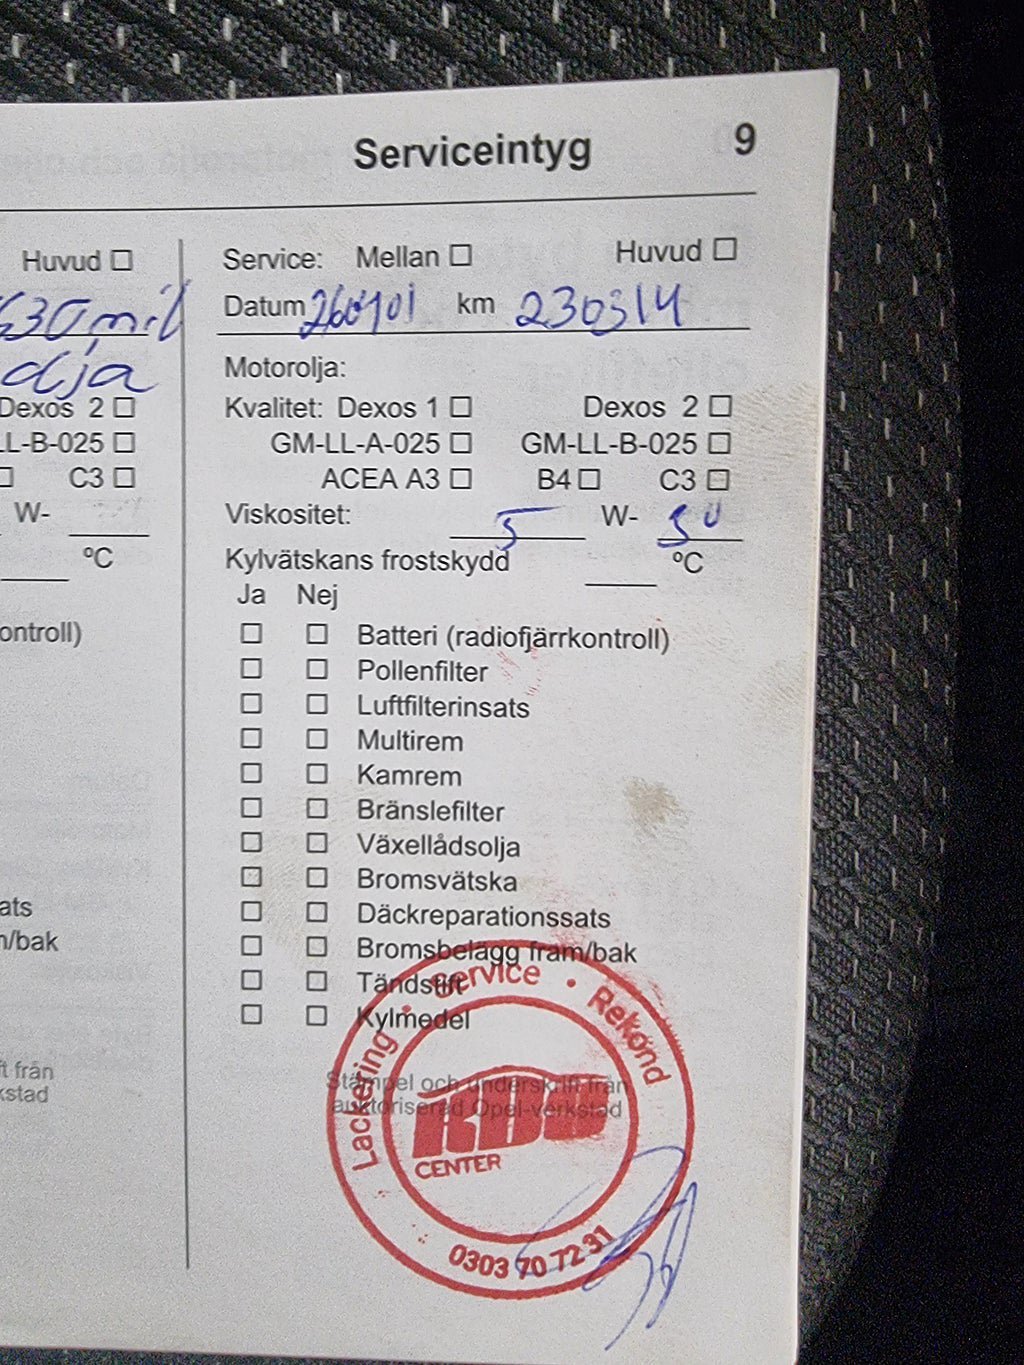 Serviceintyg 9
Huvud
630 mil
olja
Dexos 2
LL-B-025
C3
W-
ºC
ontroll)
ats
n/bak
t från
kstad
Service: Mellan Huvud
Datum km 230314
Motorolja:
Kvalitet: Dexos 1 Dexos 2
GM-LL-A-025 GM-LL-B-025
ACEA A3 B4 C3
Viskositet: 5 W- 30
Kylvätskans frostskydd ºC
Ja Nej
Batteri (radiofjärrkontroll)
Pollenfilter
Luftfilterinsats
Multirem
Kamrem
Bränslefilter
Växellådsolja
Bromsvätska
Däckreparationssats
Bromsbelägg fram/bak
Tändstift
Kylmedel
Stämpel och underskrift från
auktoriserad Opel-verkstad
Lackering • Service • Rekond
CENTER
0303 70 72 31